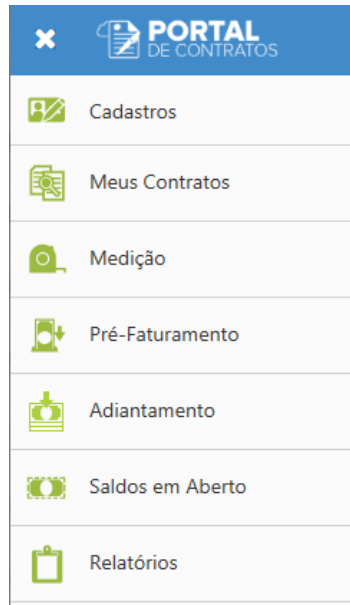 PORTAL
DE CONTRATOS
Cadastros
Meus Contratos
Medição
Pré-Faturamento
Adiantamento
Saldos em Aberto
Relatórios